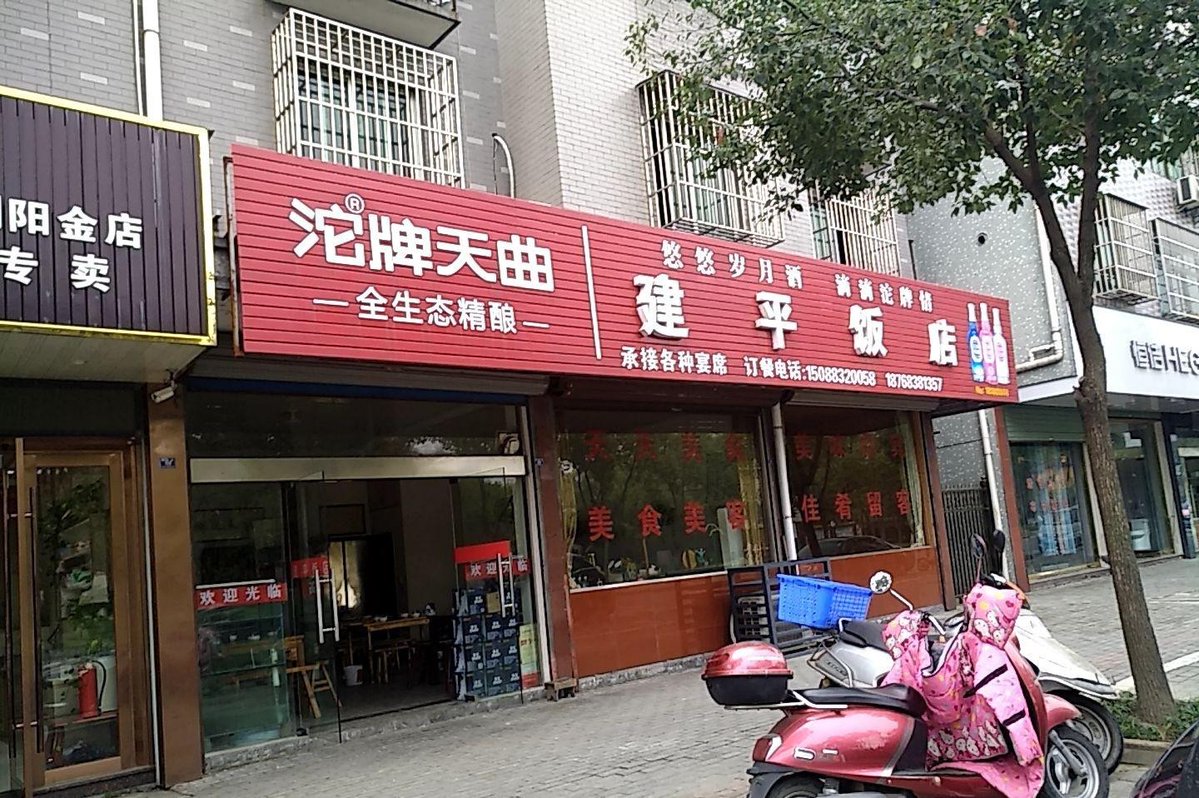 阳金店
专卖
沱牌天曲®
全生态精酿
悠悠岁月酒 滴滴沱牌情
建平饭店
承接各种宴席 订餐电话:15088320058 18768381357
美食美客
佳肴留客
欢迎光临
欢迎光临